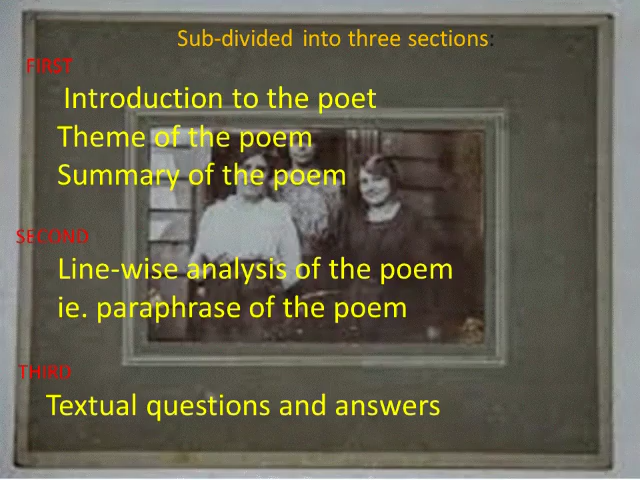 Sub-divided into three sections:
FIRST
Introduction to the poet
Theme of the poem
Summary of the poem
SECOND
Line-wise analysis of the poem
ie. paraphrase of the poem
THIRD
Textual questions and answers